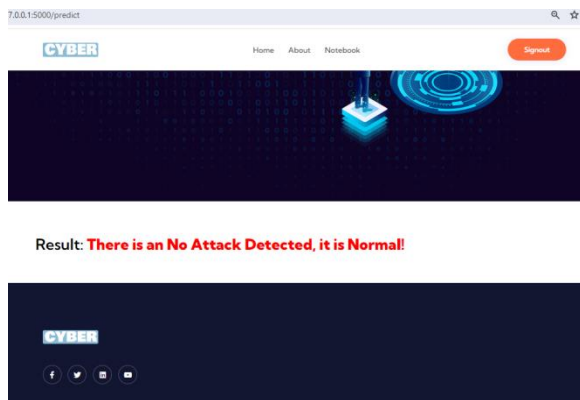 7.0.0.1:5000/predict
CYBER
Home About Notebook
Signout
Result: There is an No Attack Detected, it is Normal!
CYBER